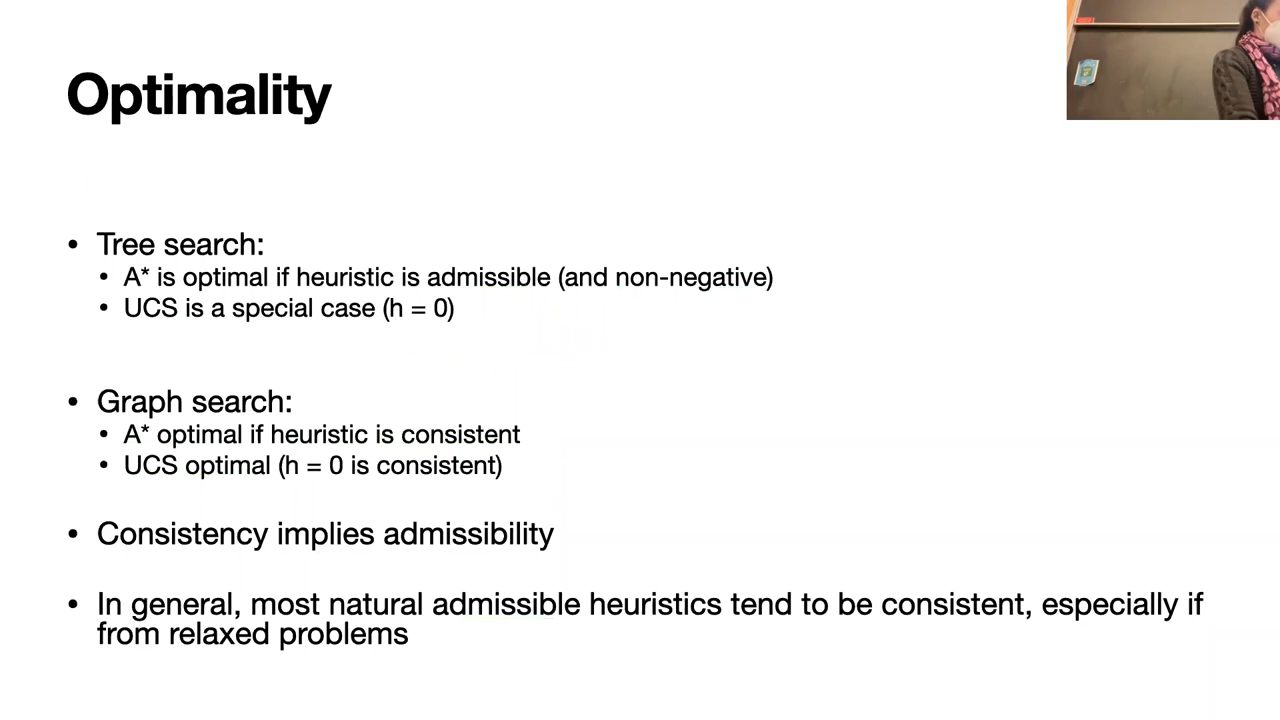 Optimality
• Tree search:
• A* is optimal if heuristic is admissible (and non-negative)
• UCS is a special case (h = 0)
• Graph search:
• A* optimal if heuristic is consistent
• UCS optimal (h = 0 is consistent)
• Consistency implies admissibility
• In general, most natural admissible heuristics tend to be consistent, especially if
from relaxed problems